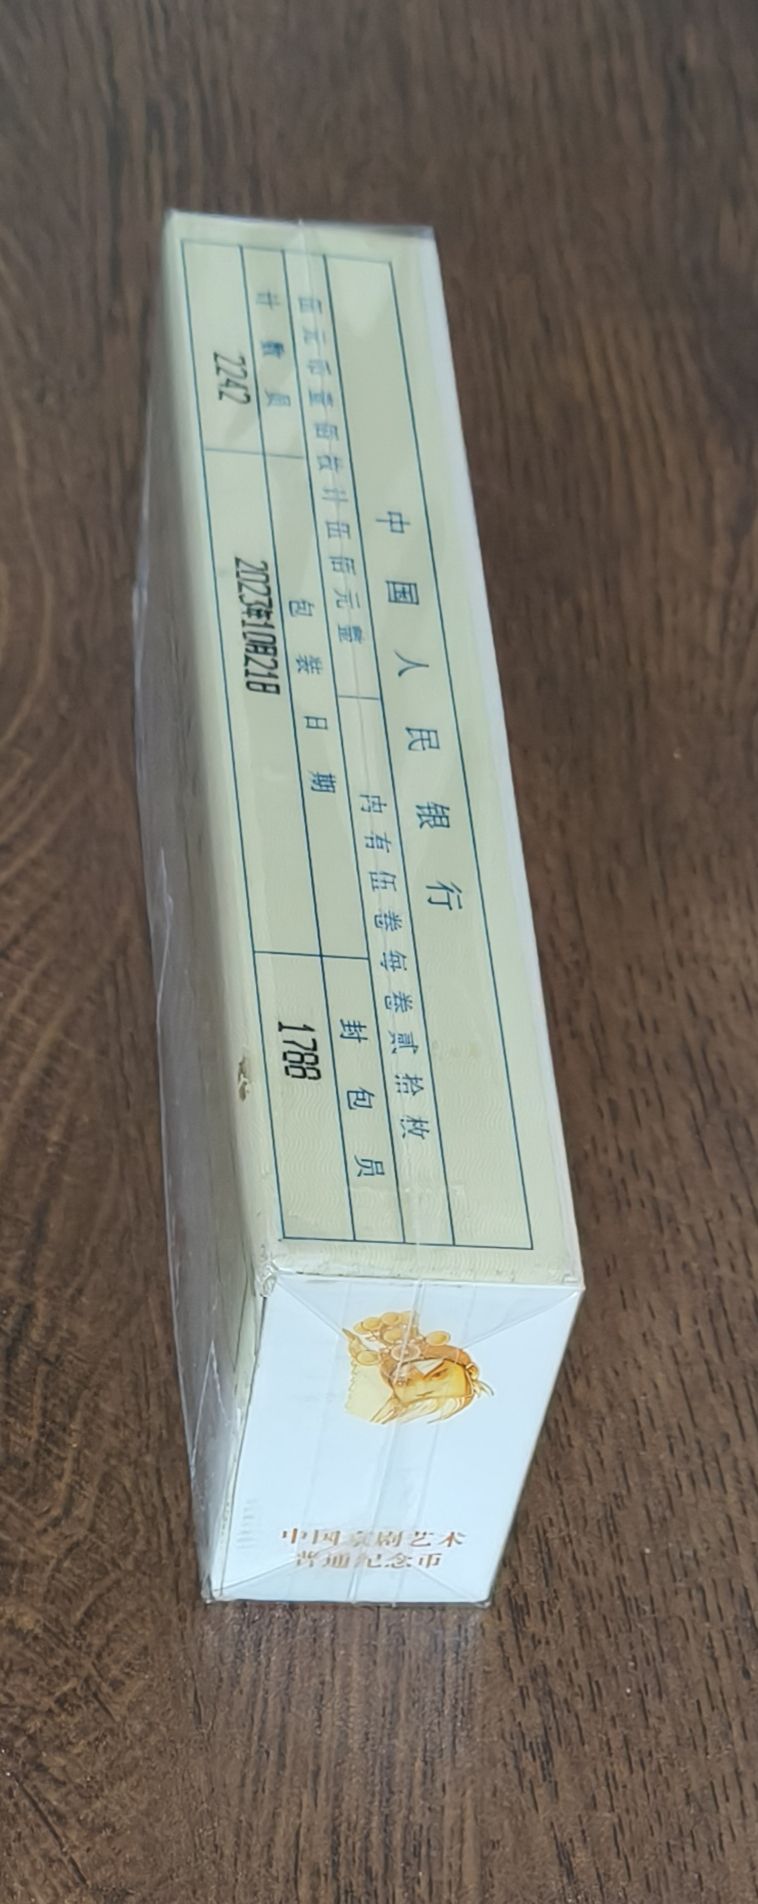 中国人民银行
伍元币壹佰枚计伍佰元整 内有伍卷每卷贰拾枚
计数员 包装日期 封包员
2242 2023年10月21日 1788
中国京剧艺术
普通纪念币